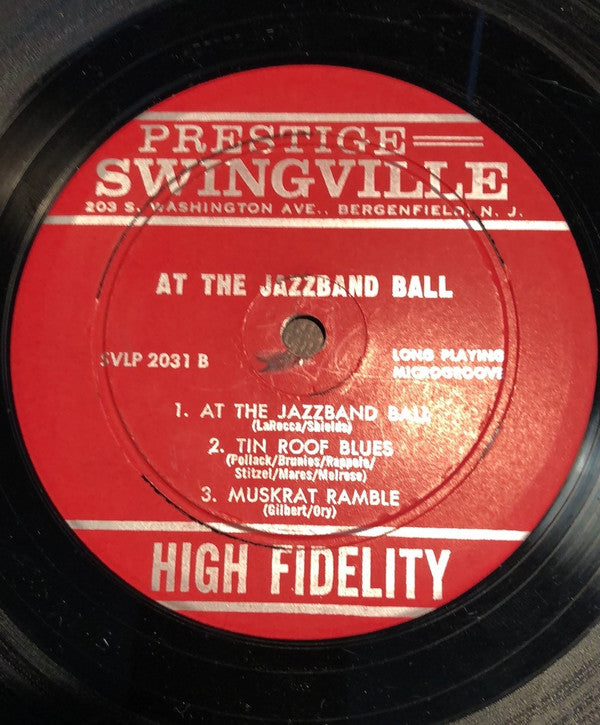 PRESTIGE
SWINGVILLE
203 S. WASHINGTON AVE., BERGENFIELD, N. J.
AT THE JAZZBAND BALL
SVLP 2031 B
LONG PLAYING
MICROGROOVE
1. AT THE JAZZBAND BALL
(LaRocca/Shields)
2. TIN ROOF BLUES
(Pollack/Brunies/Roppolo/
Stitzel/Mares/Melrose)
3. MUSKRAT RAMBLE
(Gilbert/Ory)
HIGH FIDELITY